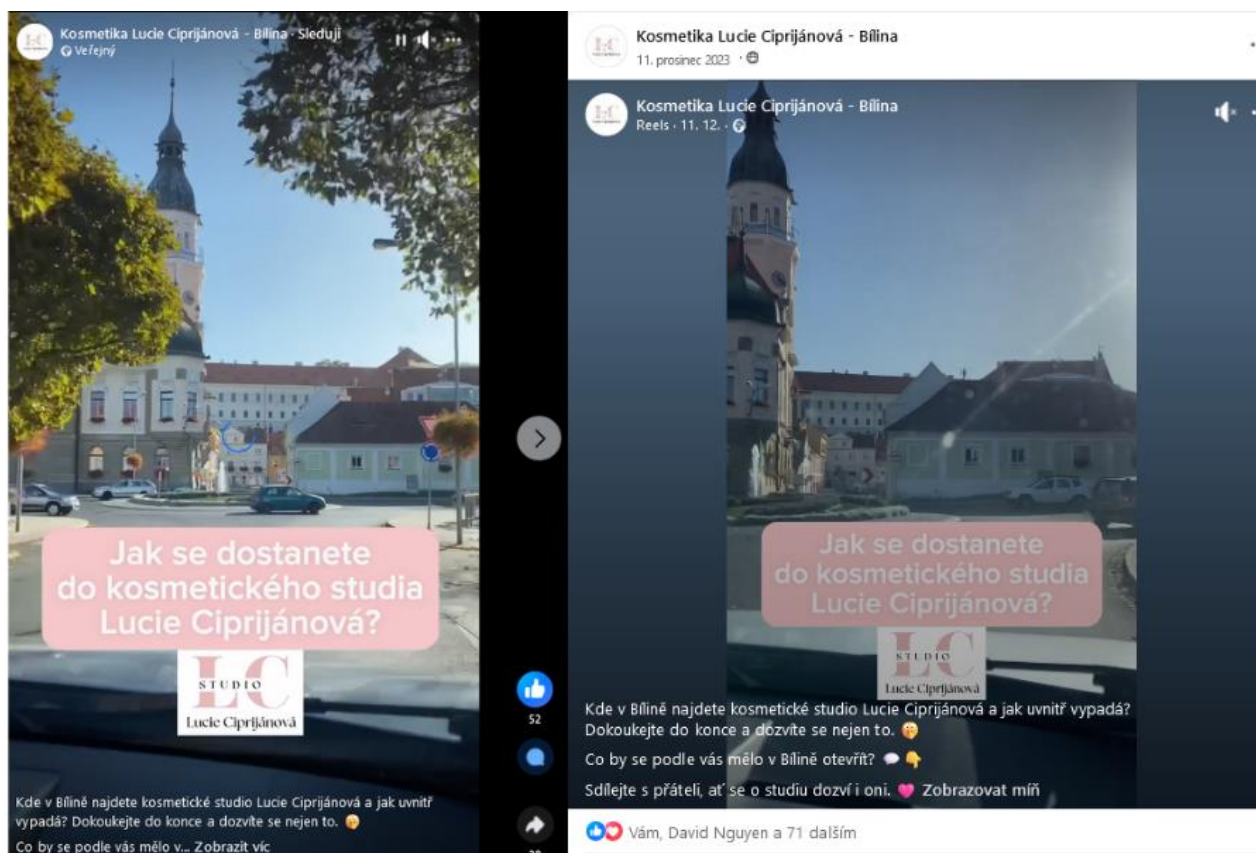 Kosmetika Lucie Ciprijánová - Bílina · Sleduji
Veřejný
Jak se dostanete
do kosmetického studia
Lucie Ciprijánová?
LC
STUDIO
Lucie Ciprijánová
52
Kde v Bílině najdete kosmetické studio Lucie Ciprijánová a jak uvnitř
vypadá? Dokoukejte do konce a dozvíte se nejen to. 🤫
Co by se podle vás mělo v... Zobrazit víc
Kosmetika Lucie Ciprijánová - Bílina
11. prosinec 2023 ·
Kosmetika Lucie Ciprijánová - Bílina
Reels · 11. 12. ·
Jak se dostanete
do kosmetického studia
Lucie Ciprijánová?
LC
STUDIO
Lucie Ciprijánová
Kde v Bílině najdete kosmetické studio Lucie Ciprijánová a jak uvnitř vypadá?
Dokoukejte do konce a dozvíte se nejen to. 🤫
Co by se podle vás mělo v Bílině otevřít? 💬 👇
Sdílejte s přáteli, ať se o studiu dozví i oni. 💗 Zobrazovat míň
Vám, David Nguyen a 71 dalším